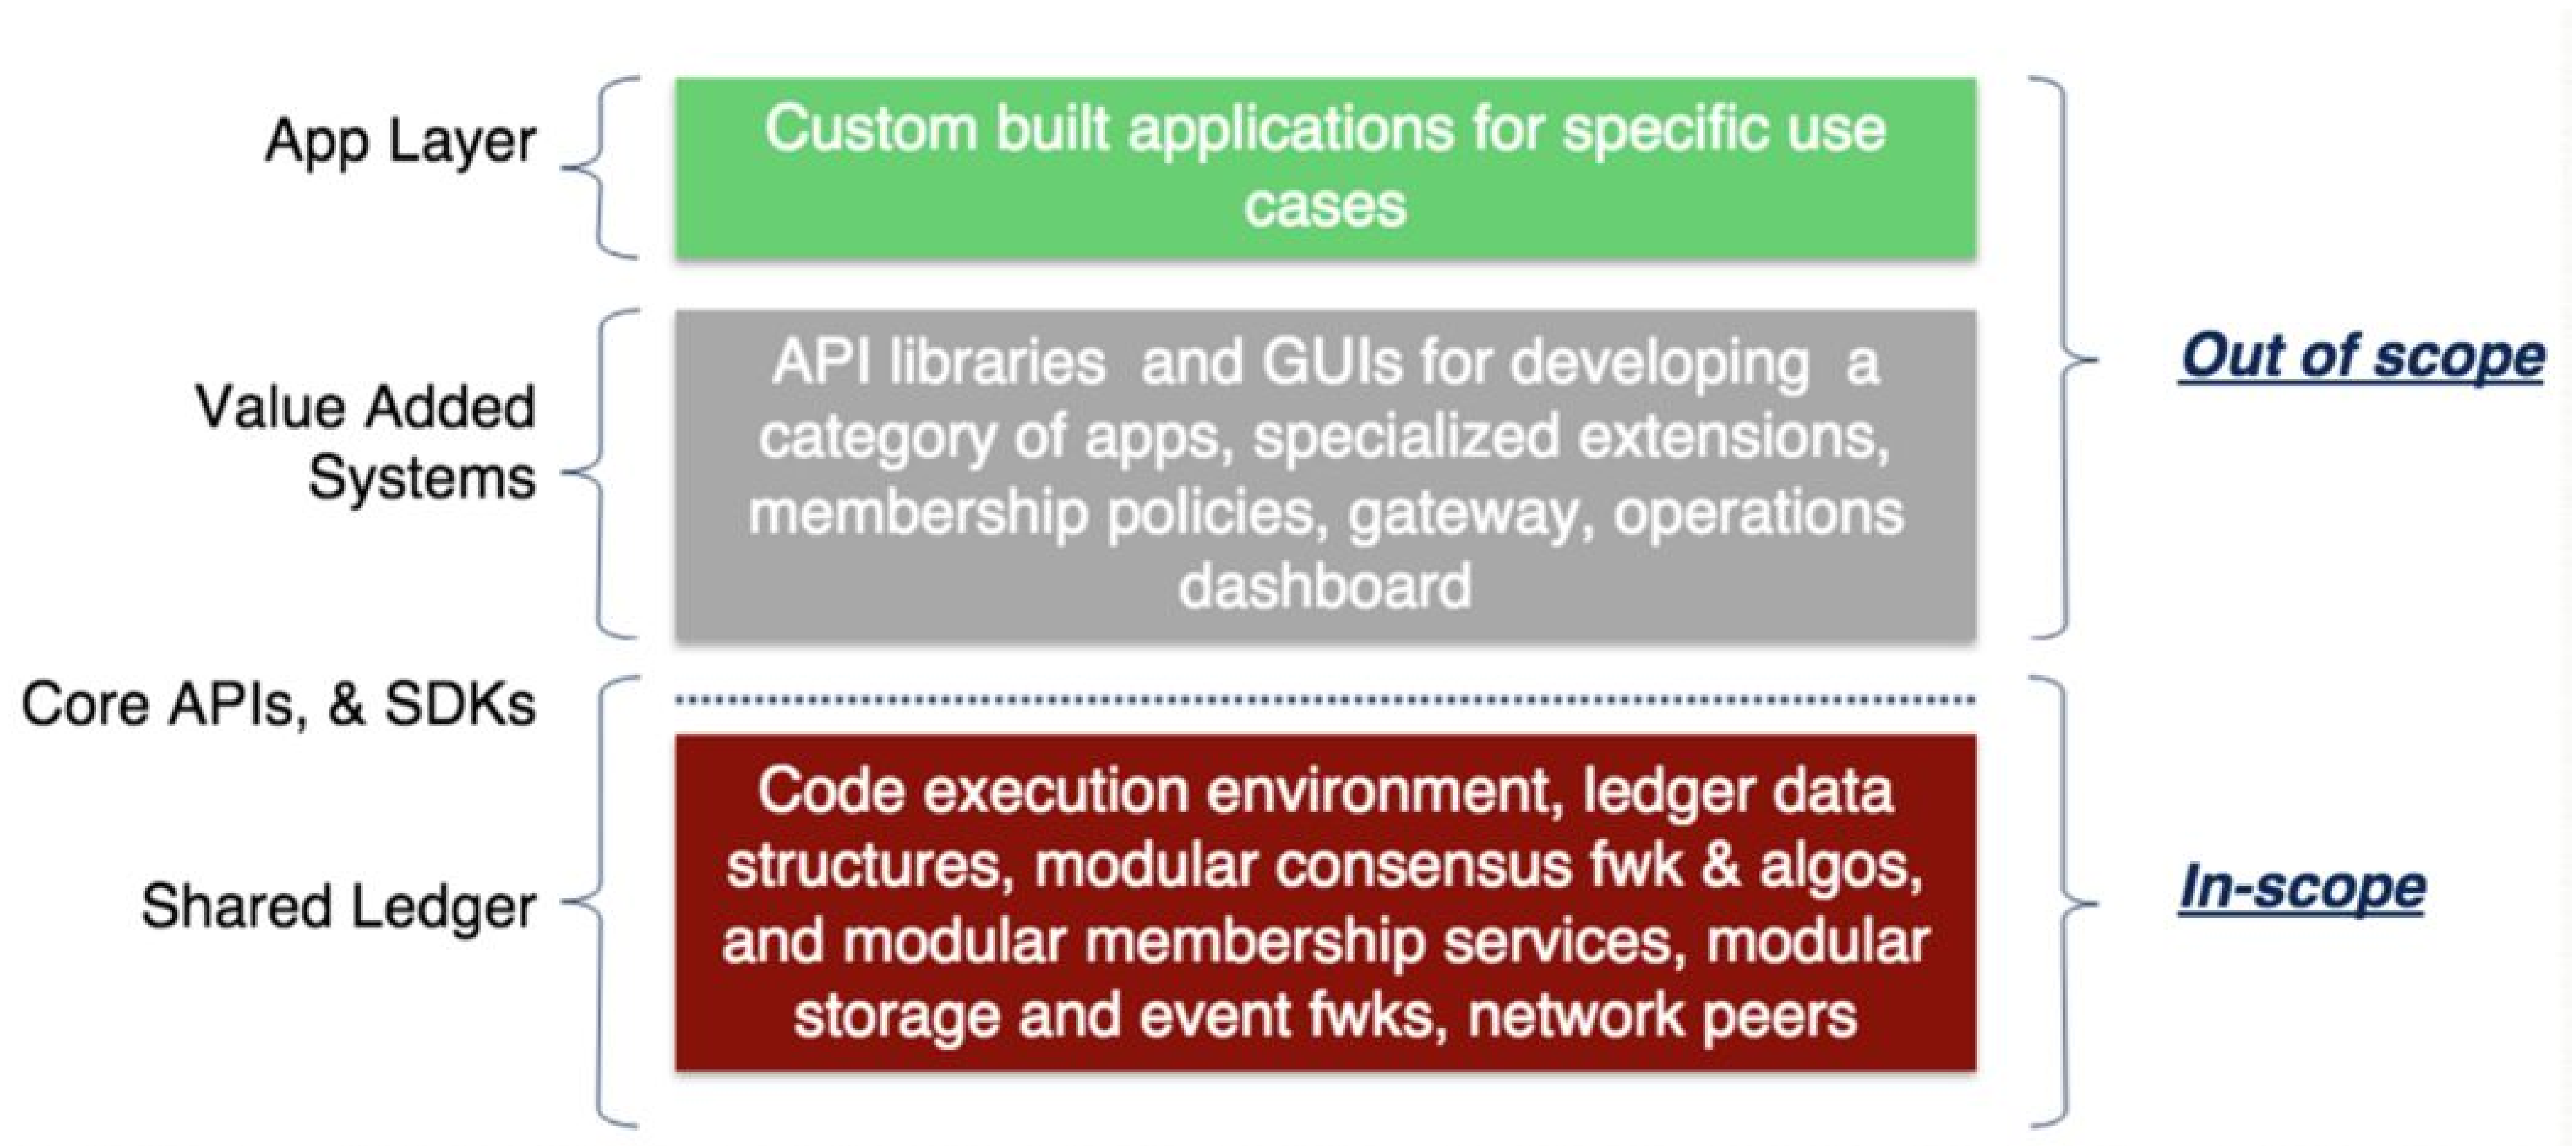 App Layer
Custom built applications for specific use
cases
Value Added
Systems
API libraries and GUIs for developing a
category of apps, specialized extensions,
membership policies, gateway, operations
dashboard
Out of scope
Core APIs, & SDKs
Shared Ledger
Code execution environment, ledger data
structures, modular consensus fwk & algos,
and modular membership services, modular
storage and event fwks, network peers
In-scope